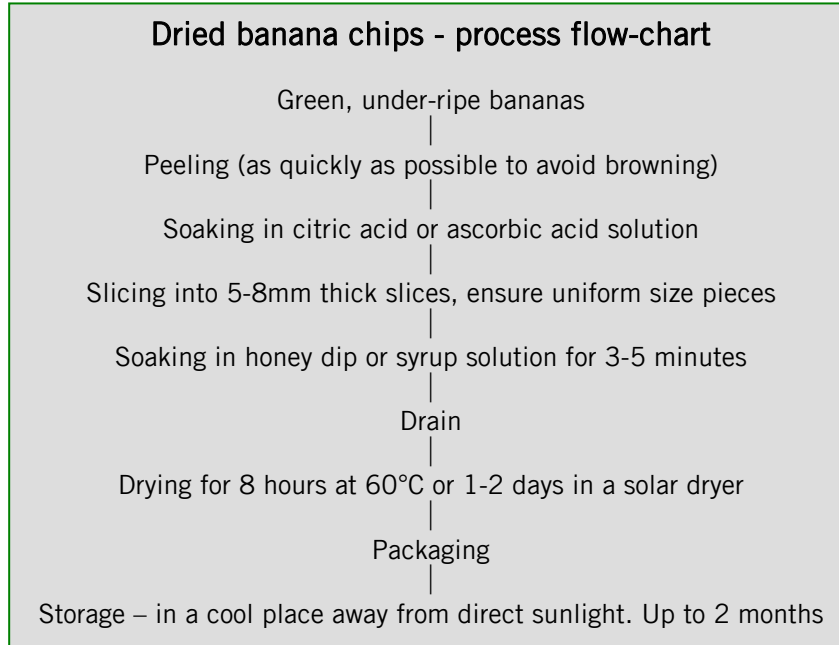 Dried banana chips - process flow-chart
Green, under-ripe bananas
Peeling (as quickly as possible to avoid browning)
Soaking in citric acid or ascorbic acid solution
Slicing into 5-8mm thick slices, ensure uniform size pieces
Soaking in honey dip or syrup solution for 3-5 minutes
Drain
Drying for 8 hours at 60°C or 1-2 days in a solar dryer
Packaging
Storage – in a cool place away from direct sunlight. Up to 2 months